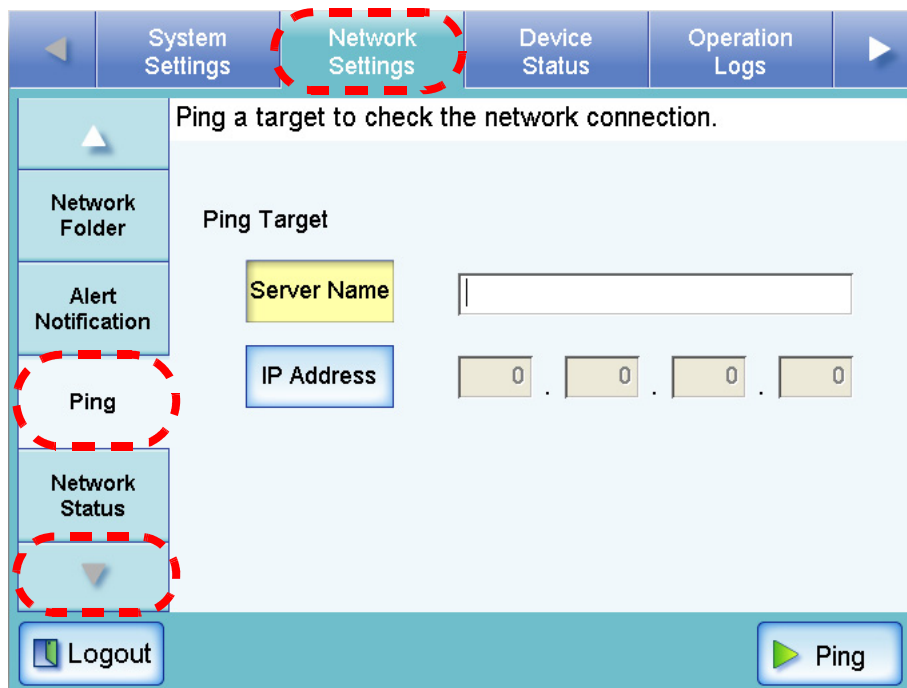 System
Settings
Network
Settings
Device
Status
Operation
Logs
Ping a target to check the network connection.
Network
Folder
Alert
Notification
Ping
Network
Status
Ping Target
Server Name
IP Address
0 . 0 . 0 . 0
Logout
Ping